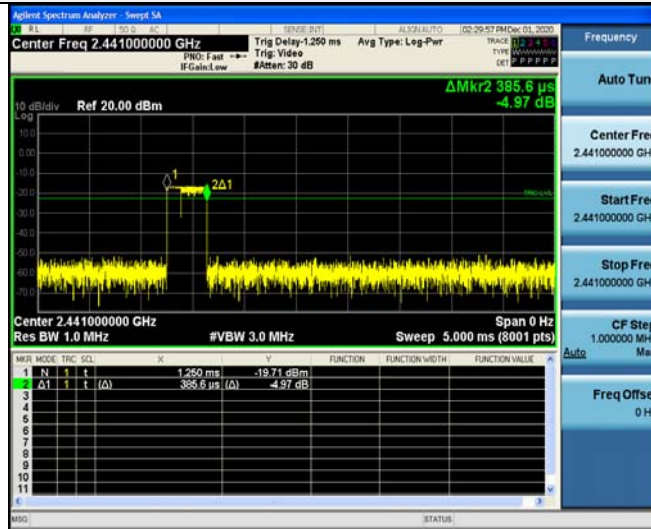 Agilent Spectrum Analyzer - Swept SA
RL RF 50 Ω AC SENSE:INT ALIGNAUTO 02:29:57 PM Dec 01, 2020
Center Freq 2.441000000 GHz
PNO: Fast
IFGain:Low
Trig Delay-1.250 ms
Trig: Video
#Atten: 30 dB
Avg Type: Log-Pwr
TRACE 1 2 3 4 5 6
TYPE
DET P P P P P P
Frequency
Auto Tun
ΔMkr2 385.6 µs
-4.97 dB
10 dB/div Ref 20.00 dBm
Log
10.0
0.00
-10.0
-20.0
-30.0
-40.0
-50.0
-60.0
-70.0
1
2Δ1
TRIG LVL
Center Fre
2.441000000 GH
Start Fre
2.441000000 GH
Stop Fre
2.441000000 GH
CF Step
1.000000 MH
Auto Ma
Freq Offse
0 H
Center 2.441000000 GHz Span 0 Hz
Res BW 1.0 MHz #VBW 3.0 MHz Sweep 5.000 ms (8001 pts)
MKR MODE TRC SCL X Y FUNCTION FUNCTION WIDTH FUNCTION VALUE
1 N 1 t 1.250 ms -19.71 dBm
2 Δ1 1 t (Δ) 385.6 µs (Δ) -4.97 dB
3
4
5
6
7
8
9
10
11
MSG STATUS